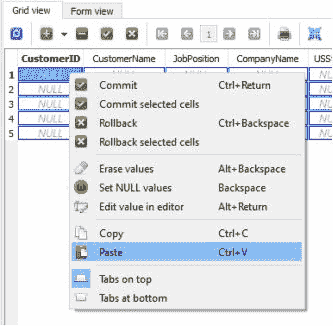 Grid view Form view
1
CustomerID CustomerName JobPosition CompanyName USS
1 NULL
2 NULL
3 NULL
4 NULL
5 NULL
Commit Ctrl+Return
Commit selected cells
Rollback Ctrl+Backspace
Rollback selected cells
Erase values Alt+Backspace
Set NULL values Backspace
Edit value in editor Alt+Return
Copy Ctrl+C
Paste Ctrl+V
Tabs on top
Tabs at bottom